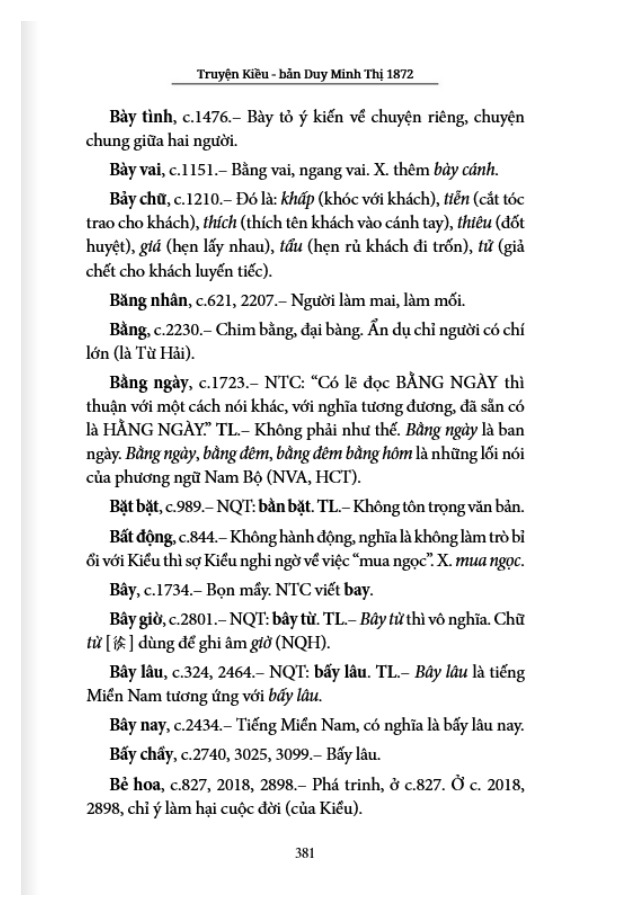 Truyện Kiều - bản Duy Minh Thị 1872
Bày tình, c.1476.– Bày tỏ ý kiến về chuyện riêng, chuyện
chung giữa hai người.
Bày vai, c.1151.– Bằng vai, ngang vai. X. thêm bày cánh.
Bảy chữ, c.1210.– Đó là: khấp (khóc với khách), tiễn (cắt tóc
trao cho khách), thích (thích tên khách vào cánh tay), thiêu (đốt
huyệt), giá (hẹn lấy nhau), tẩu (hẹn rủ khách đi trốn), tử (giả
chết cho khách luyến tiếc).
Băng nhân, c.621, 2207.– Người làm mai, làm mối.
Bằng, c.2230.– Chim bằng, đại bàng. Ẩn dụ chỉ người có chí
lớn (là Từ Hải).
Bằng ngày, c.1723.– NTC: “Có lẽ đọc BẰNG NGÀY thì
thuận với một cách nói khác, với nghĩa tương đương, đã sẵn có
là HẰNG NGÀY.” TL.– Không phải như thế. Bằng ngày là ban
ngày. Bằng ngày, bằng đêm, bằng đêm bằng hôm là những lối nói
của phương ngữ Nam Bộ (NVA, HCT).
Bặt bặt, c.989.– NQT: bằn bặt. TL.– Không tôn trọng văn bản.
Bất động, c.844.– Không hành động, nghĩa là không làm trò bỉ
ổi với Kiều thì sợ Kiều nghi ngờ về việc “mua ngọc”. X. mua ngọc.
Bây, c.1734.– Bọn mầy. NTC viết bay.
Bây giờ, c.2801.– NQT: bây từ. TL.– Bây từ thì vô nghĩa. Chữ
từ [ ] dùng để ghi âm giờ (NQH).
Bây lâu, c.324, 2464.– NQT: bấy lâu. TL.– Bây lâu là tiếng
Miền Nam tương ứng với bấy lâu.
Bây nay, c.2434.– Tiếng Miền Nam, có nghĩa là bấy lâu nay.
Bấy chầy, c.2740, 3025, 3099.– Bấy lâu.
Bẻ hoa, c.827, 2018, 2898.– Phá trinh, ở c.827. Ở c. 2018,
2898, chỉ ý làm hại cuộc đời (của Kiều).
381